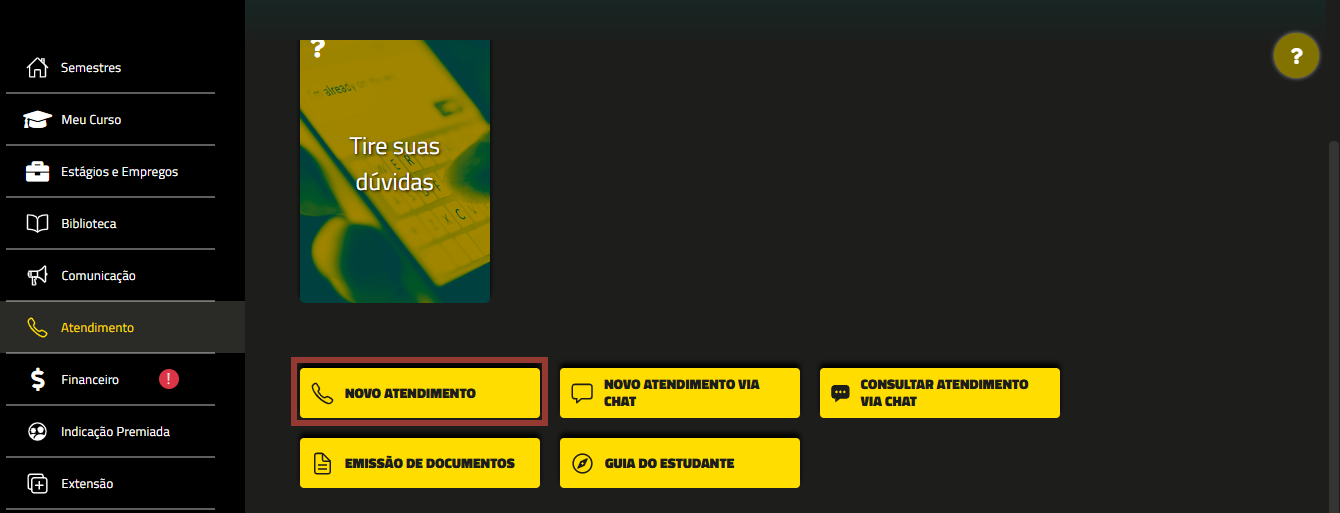 Semestres
Meu Curso
Estágios e Empregos
Biblioteca
Comunicação
Atendimento
Financeiro
!
Indicação Premiada
Extensão
?
already
Tire suas
dúvidas
?
NOVO ATENDIMENTO
NOVO ATENDIMENTO VIA
CHAT
CONSULTAR ATENDIMENTO
VIA CHAT
EMISSÃO DE DOCUMENTOS
GUIA DO ESTUDANTE